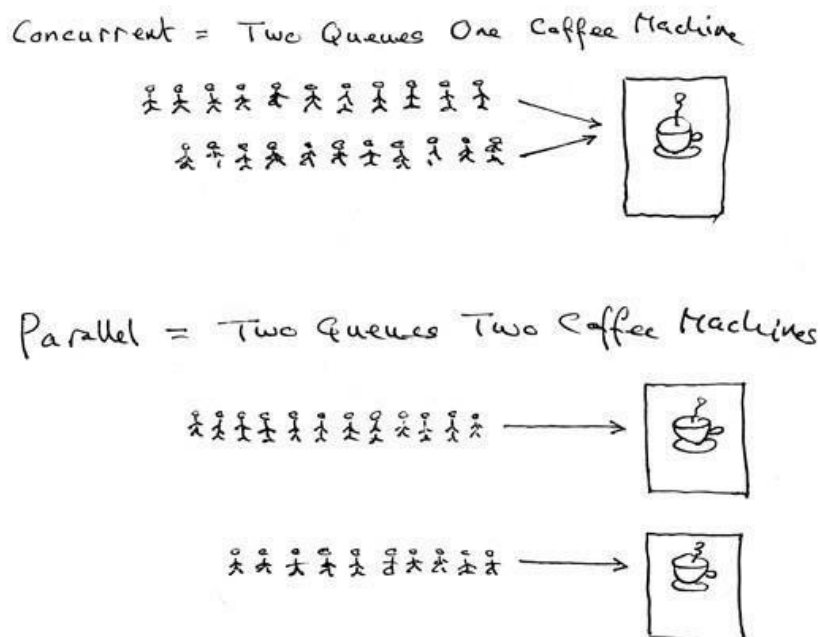 Concurrent = Two Queues One Coffee Machine
Parallel = Two Queues Two Coffee Machines